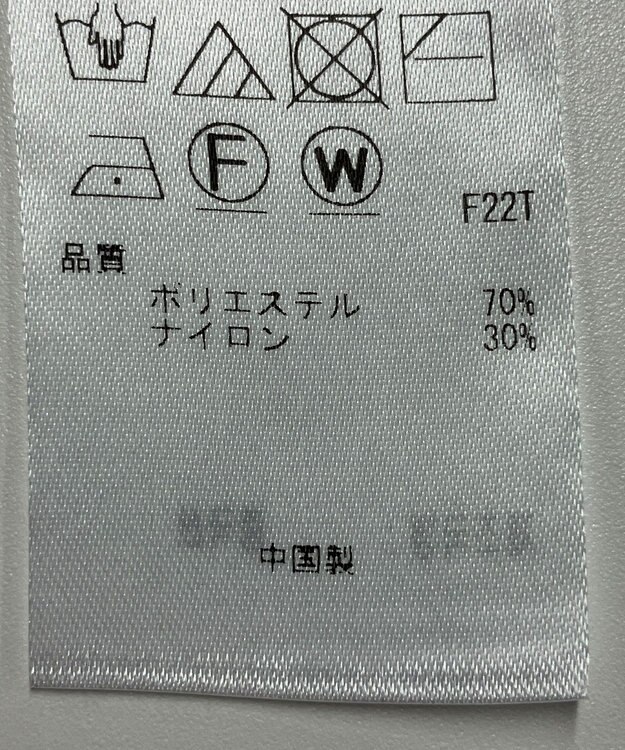 F W
F22T
品質
ポリエステル 70%
ナイロン 30%
中国製